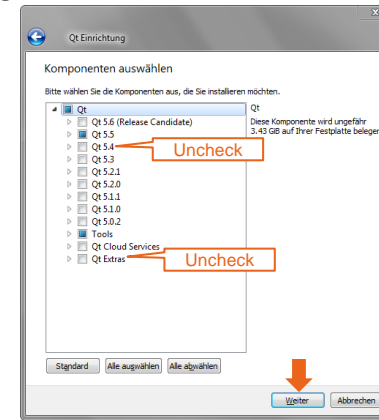 Qt Einrichtung
Komponenten auswählen
Bitte wählen Sie die Komponenten aus, die Sie installieren möchten.
Qt
Qt 5.6 (Release Candidate)
Qt 5.5
Qt 5.4
Qt 5.3
Qt 5.2.1
Qt 5.2.0
Qt 5.1.1
Qt 5.1.0
Qt 5.0.2
Tools
Qt Cloud Services
Qt Extras
Uncheck
Uncheck
Qt
Diese Komponente wird ungefähr
3.43 GiB auf Ihrer Festplatte beleger
Standard
Alle auswählen
Alle abwählen
Weiter
Abbrechen